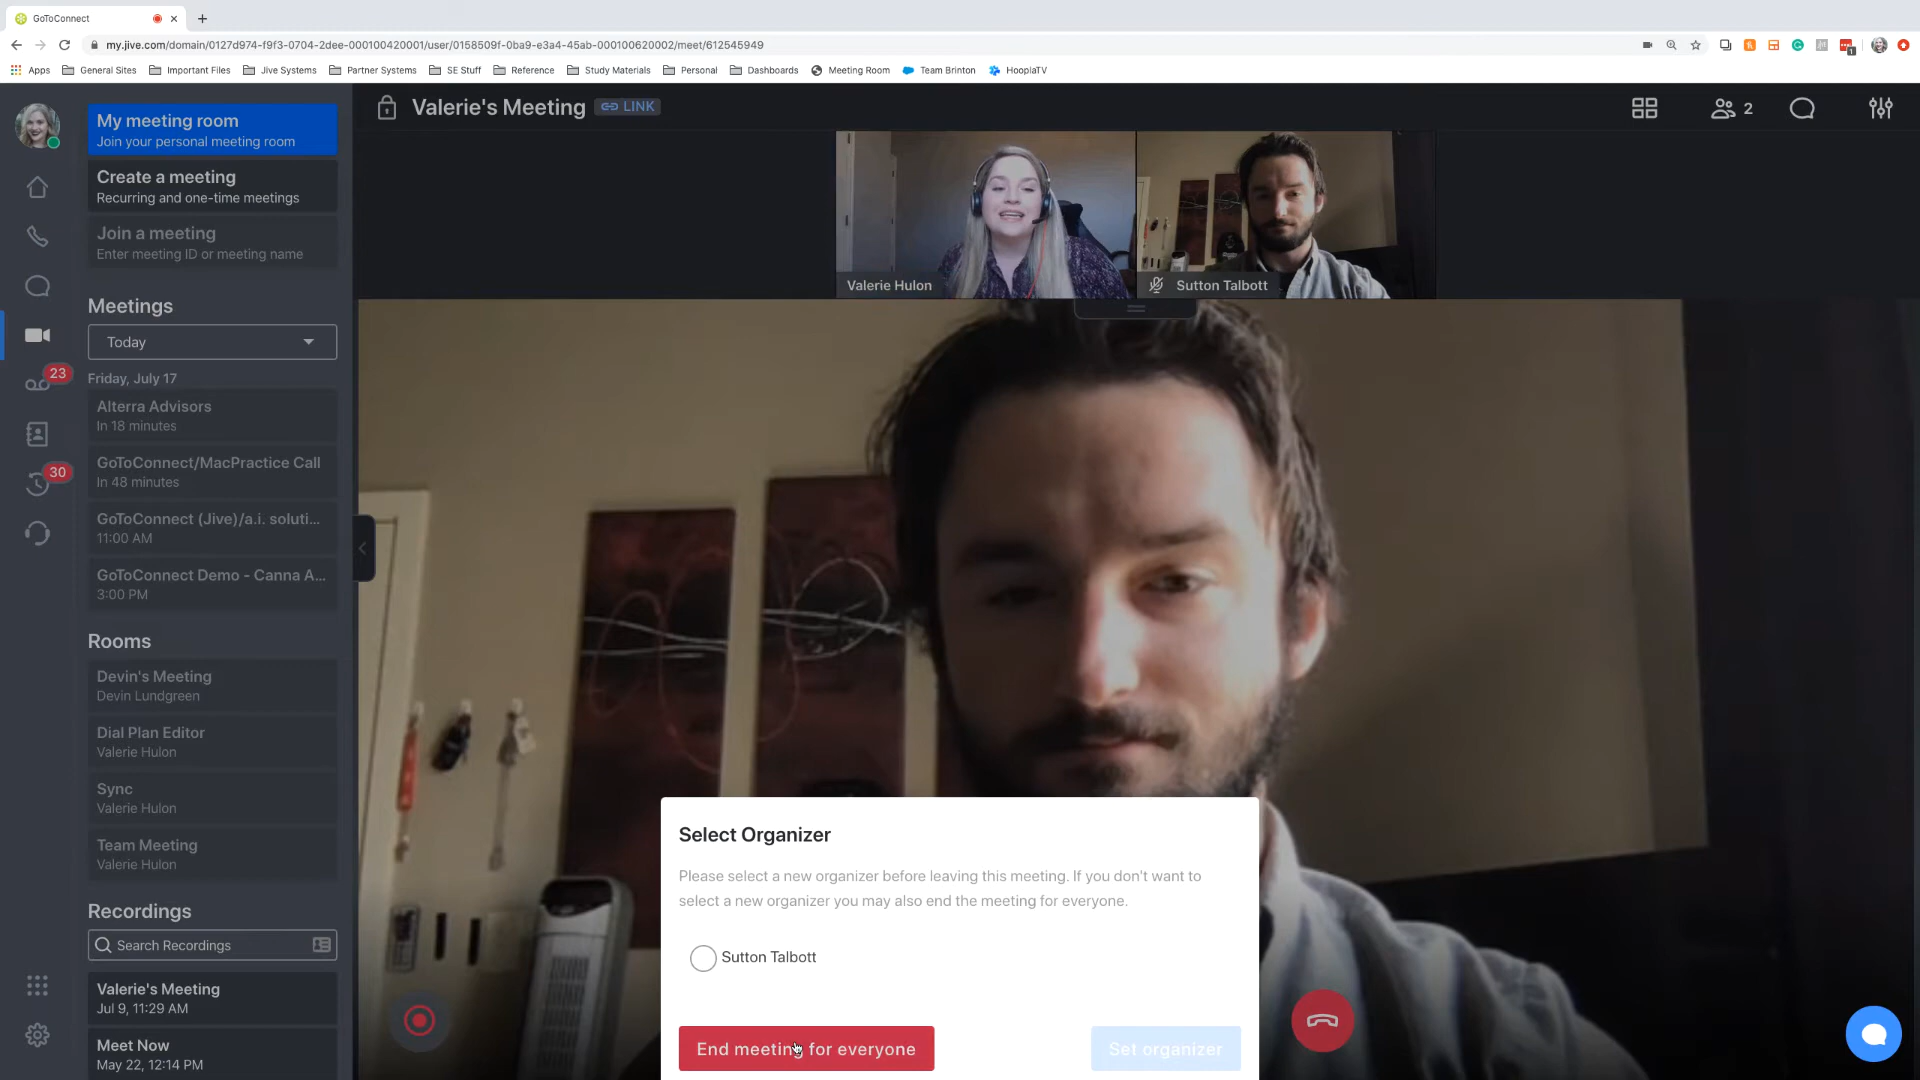 GoToConnect
my.jive.com/domain/0127d974-f9f3-0704-2dee-000100420001/user/0158509f-0ba9-e3a4-45ab-000100620002/meet/612545949
Apps General Sites Important Files Jive Systems Partner Systems SE Stuff Reference Study Materials Personal Dashboards Meeting Room Team Brinton HooplaTV
My meeting room
Join your personal meeting room
Create a meeting
Recurring and one-time meetings
Join a meeting
Enter meeting ID or meeting name
Meetings
Today
Friday, July 17
Alterra Advisors
In 18 minutes
GoToConnect/MacPractice Call
In 48 minutes
GoToConnect (Jive)/a.i. soluti...
11:00 AM
GoToConnect Demo - Canna A...
3:00 PM
Rooms
Devin's Meeting
Devin Lundgreen
Dial Plan Editor
Valerie Hulon
Sync
Valerie Hulon
Team Meeting
Valerie Hulon
Recordings
Search Recordings
Valerie's Meeting
Jul 9, 11:29 AM
Meet Now
May 22, 12:14 PM
23
30
Valerie's Meeting LINK
2
Valerie Hulon
Sutton Talbott
Select Organizer
Please select a new organizer before leaving this meeting. If you don't want to
select a new organizer you may also end the meeting for everyone.
Sutton Talbott
End meeting for everyone
Set organizer